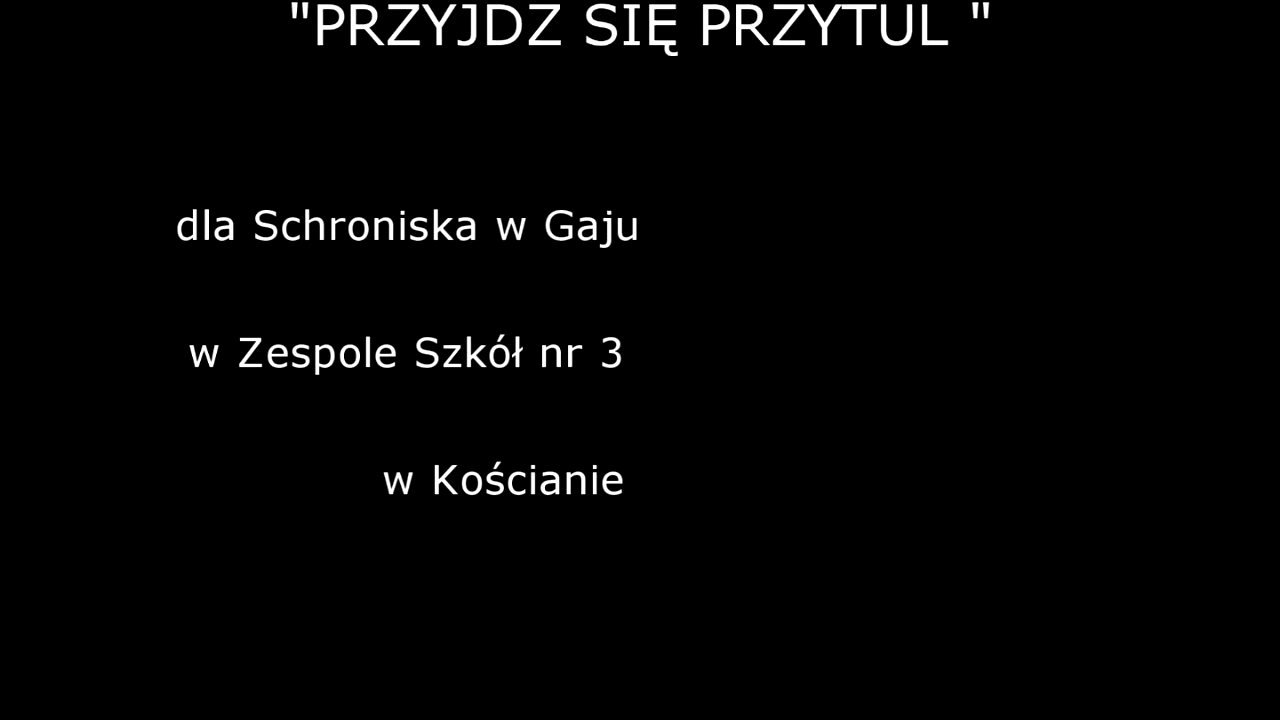 "PRZYJDZ SIĘ PRZYTUL "
dla Schroniska w Gaju
w Zespole Szkół nr 3
w Kościanie